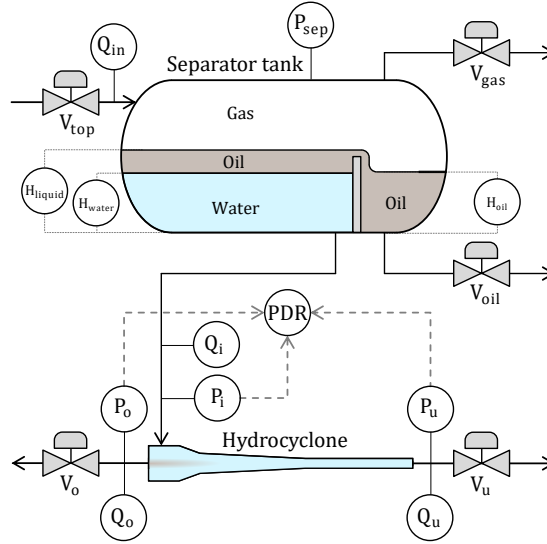 P_sep
Q_in
Separator tank
V_gas
V_top
Gas
H_liquid
Oil
H_water
Water
Oil
H_oil
V_oil
PDR
Q_i
P_o
P_i
P_u
Hydrocyclone
V_o
V_u
Q_o
Q_u